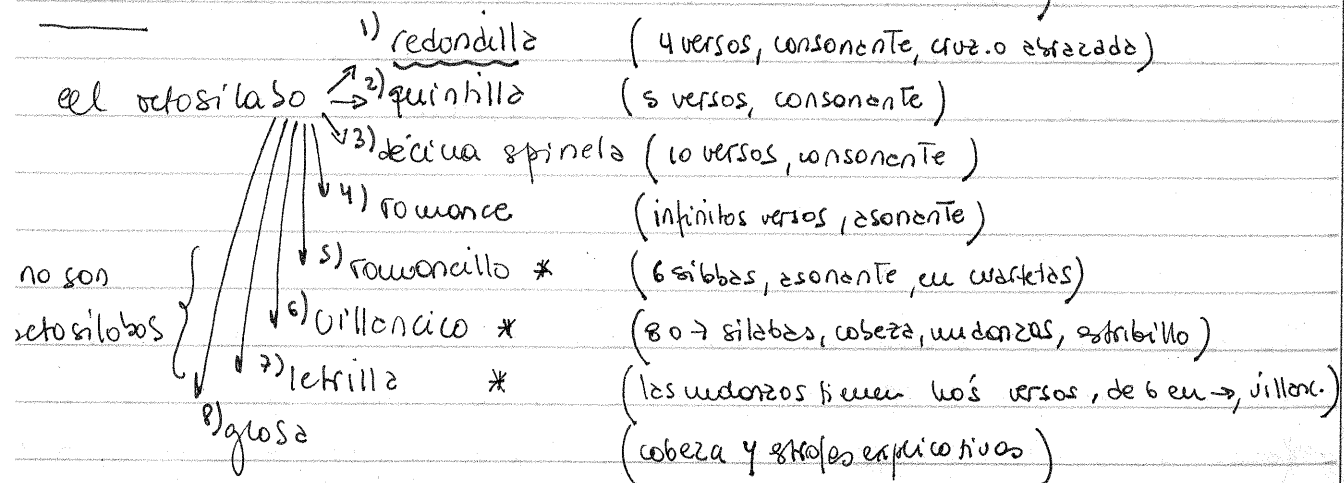 1) redondilla (4 versos, consonante, cruz. o abrazada)
el octosílabo → 2) quintilla (5 versos, consonante)
3) décima espinela (10 versos, consonante)
4) romance (infinitos versos, asonante)
5) romancillo * (6 sílabas, asonante, en cuartetas)
no son octosílabos
6) villancico * (8 o 7 sílabas, cabeza, mudanzas, estribillo)
7) letrilla * (las mudanzas tienen más versos, de 6 en →, villanc.)
8) glosa (cabeza y estrofas explicativas)